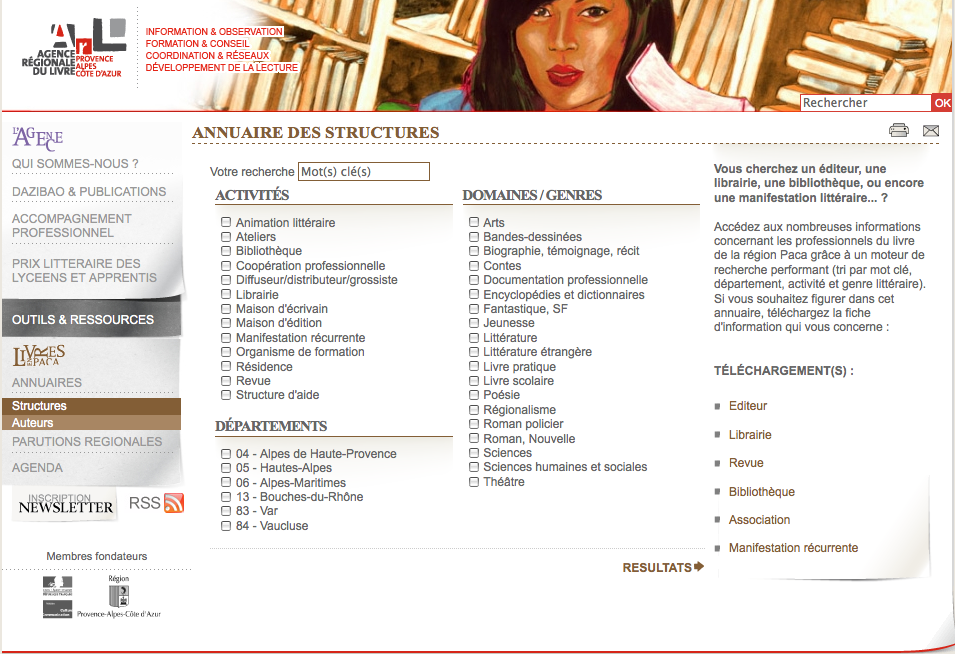 AGENCE
RÉGIONALE
DU LIVRE
PROVENCE
ALPES
CÔTE D'AZUR
INFORMATION & OBSERVATION
FORMATION & CONSEIL
COORDINATION & RÉSEAUX
DÉVELOPPEMENT DE LA LECTURE
Rechercher
OK
L'AGENCE
QUI SOMMES-NOUS ?
DAZIBAO & PUBLICATIONS
ACCOMPAGNEMENT
PROFESSIONNEL
PRIX LITTERAIRE DES
LYCEENS ET APPRENTIS
OUTILS & RESSOURCES
LIVRES
EN PACA
ANNUAIRES
Structures
Auteurs
PARUTIONS REGIONALES
AGENDA
INSCRIPTION
NEWSLETTER
RSS
Membres fondateurs
Région
Provence-Alpes-Côte d'Azur
ANNUAIRE DES STRUCTURES
Votre recherche
Mot(s) clé(s)
ACTIVITÉS
Animation littéraire
Ateliers
Bibliothèque
Coopération professionnelle
Diffuseur/distributeur/grossiste
Librairie
Maison d'écrivain
Maison d'édition
Manifestation récurrente
Organisme de formation
Résidence
Revue
Structure d'aide
DÉPARTEMENTS
04 - Alpes de Haute-Provence
05 - Hautes-Alpes
06 - Alpes-Maritimes
13 - Bouches-du-Rhône
83 - Var
84 - Vaucluse
DOMAINES / GENRES
Arts
Bandes-dessinées
Biographie, témoignage, récit
Contes
Documentation professionnelle
Encyclopédies et dictionnaires
Fantastique, SF
Jeunesse
Littérature
Littérature étrangère
Livre pratique
Livre scolaire
Poésie
Régionalisme
Roman policier
Roman, Nouvelle
Sciences
Sciences humaines et sociales
Théâtre
RESULTATS
Vous cherchez un éditeur, une
librairie, une bibliothèque, ou encore
une manifestation littéraire... ?
Accédez aux nombreuses informations
concernant les professionnels du livre
de la région Paca grâce à un moteur de
recherche performant (tri par mot clé,
département, activité et genre littéraire).
Si vous souhaitez figurer dans cet
annuaire, téléchargez la fiche
d'information qui vous concerne :
TÉLÉCHARGEMENT(S) :
Editeur
Librairie
Revue
Bibliothèque
Association
Manifestation récurrente